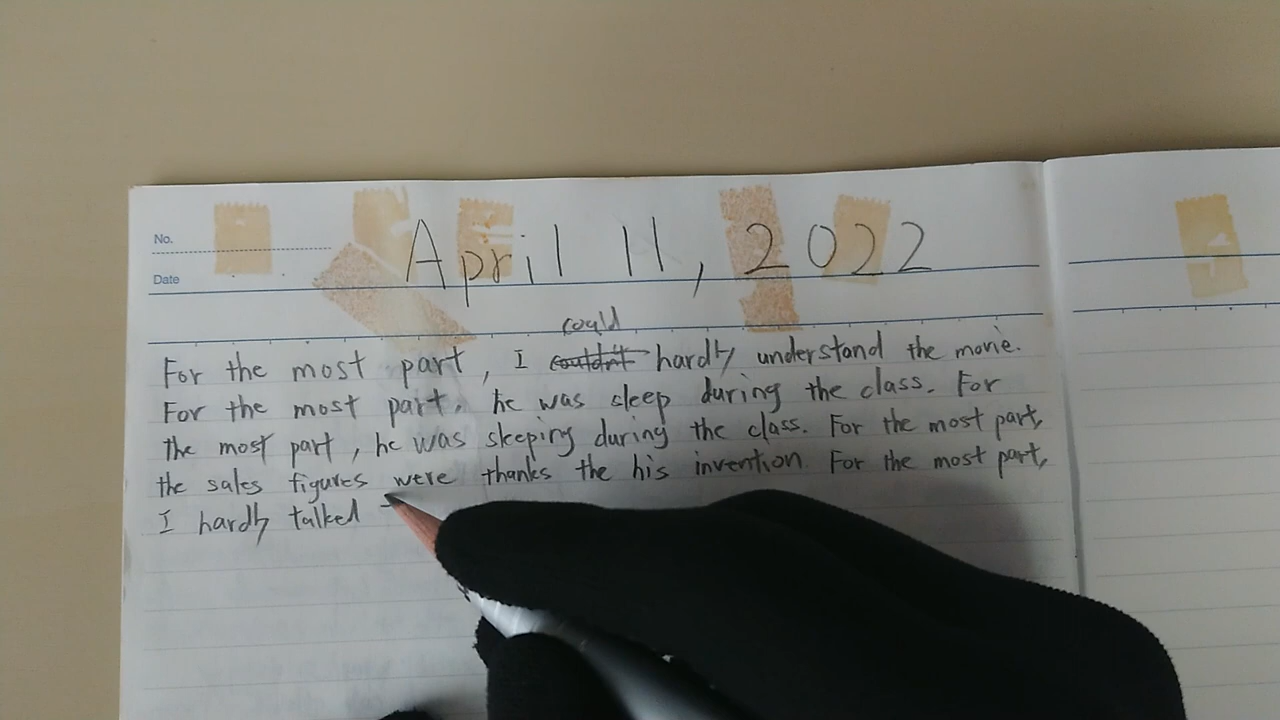 No.
Date
April 11, 2022
could
For the most part, I couldn't hardly understand the movie.
For the most part, he was sleep during the class. For
the most part, he was sleeping during the class. For the most part,
the sales figures were thanks the his invention. For the most part,
I hardly talked